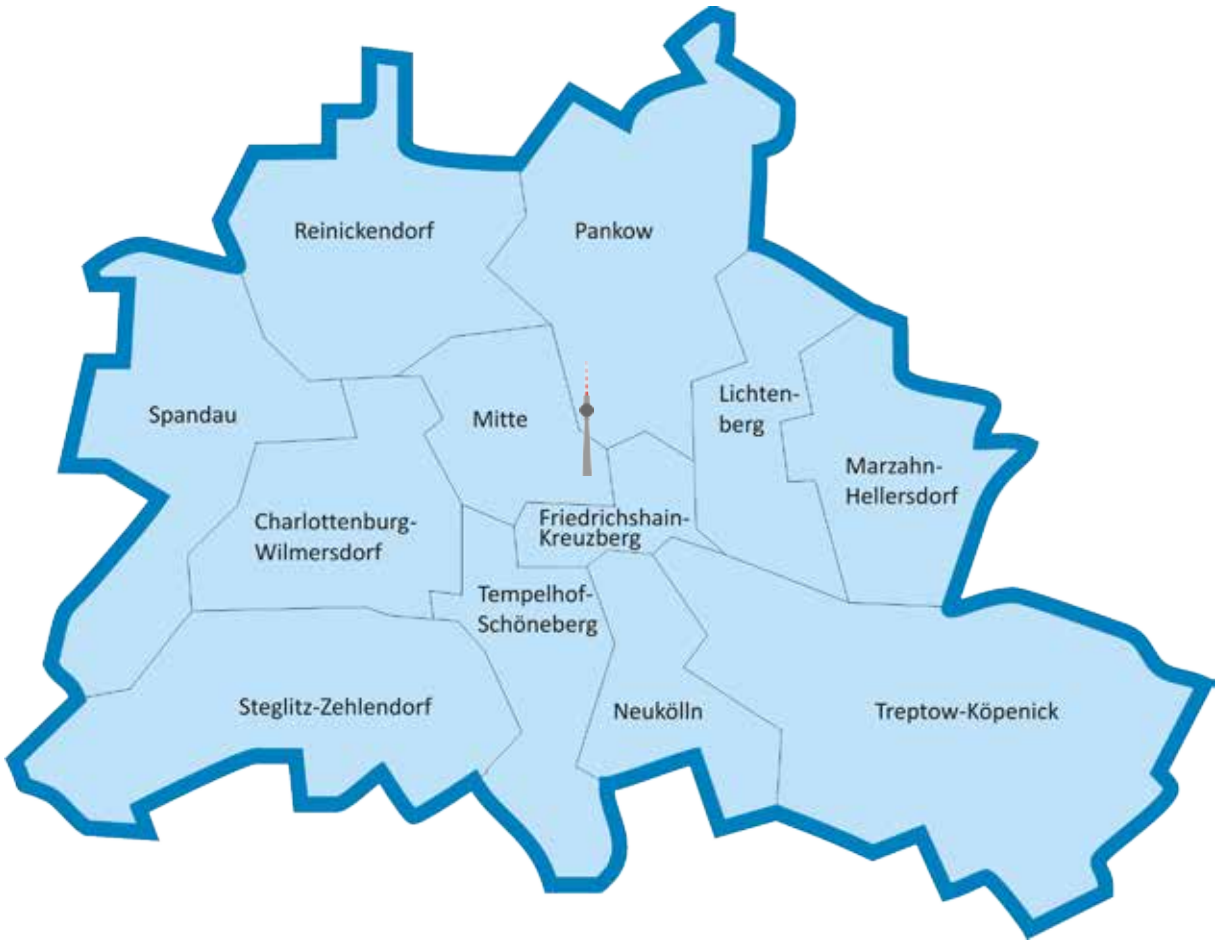 Reinickendorf
Pankow
Spandau
Mitte
Lichten-
berg
Marzahn-
Hellersdorf
Charlottenburg-
Wilmersdorf
Friedrichshain-
Kreuzberg
Tempelhof-
Schöneberg
Steglitz-Zehlendorf
Neukölln
Treptow-Köpenick